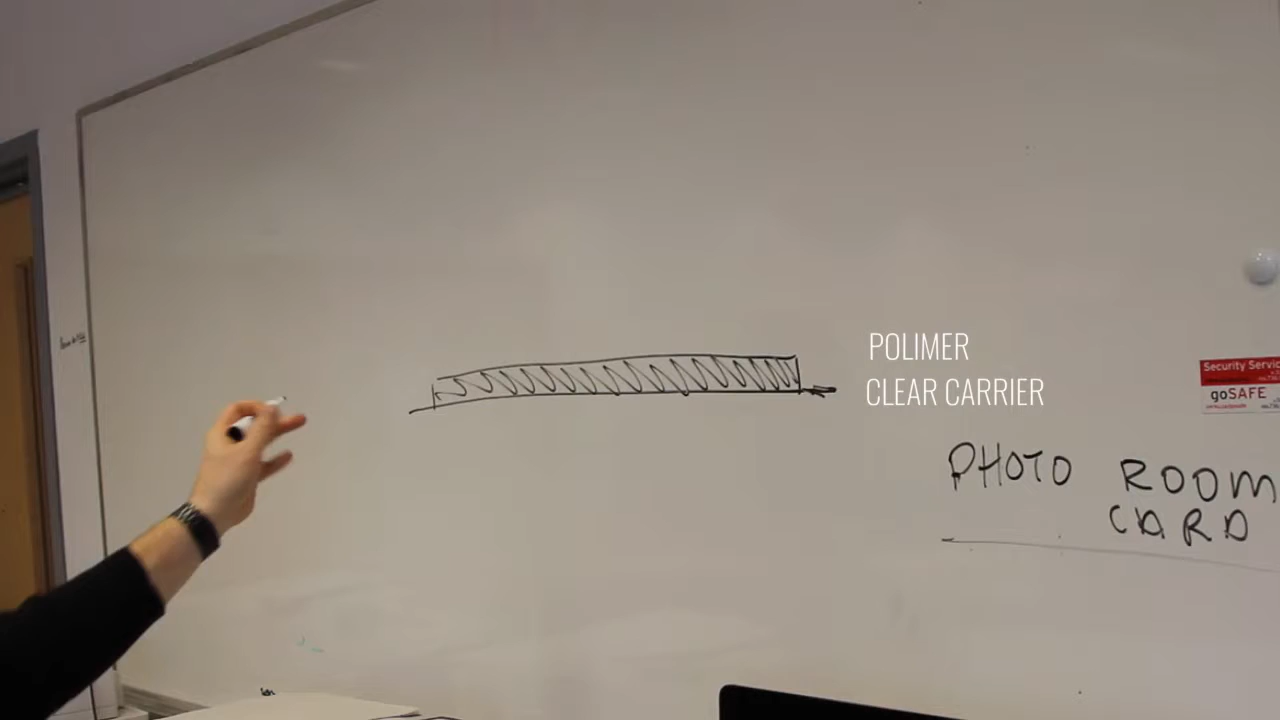 POLIMER
CLEAR CARRIER
Security Servic
goSAFE
PHOTO ROOM
CARD